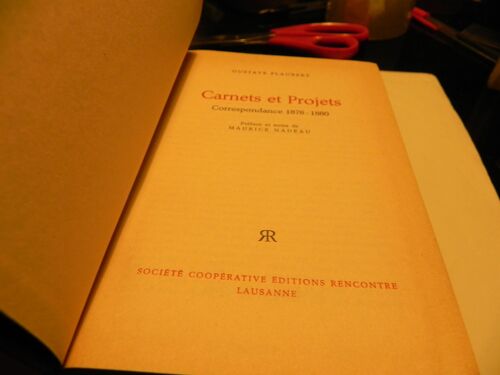 GUSTAVE FLAUBERT
Carnets et Projets
Correspondance 1878-1880
Préface et notes de
MAURICE NADEAU
RR
SOCIÉTÉ COOPÉRATIVE EDITIONS RENCONTRE
LAUSANNE